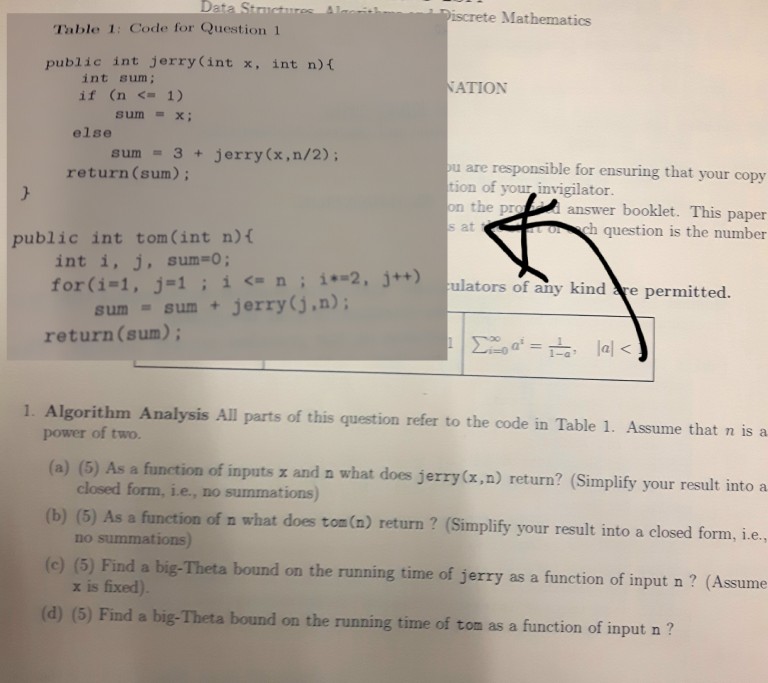 Data Structures, Discrete Mathematics
Table 1: Code for Question 1
public int jerry(int x, int n){
int sum;
if (n <= 1)
sum = x;
else
sum = 3 + jerry(x,n/2);
return(sum);
}
public int tom(int n){
int i, j, sum=0;
for(i=1, j=1 ; i <= n ; i*=2, j++)
sum = sum + jerry(j,n);
return(sum);
NATION
ou are responsible for ensuring that your copy
tion of your invigilator.
on the answer booklet. This paper
s at question is the number
ulators of any kind are permitted.
1 ∑_{i=0}^{∞} a^i = 1/(1-a), |a| <
1. Algorithm Analysis All parts of this question refer to the code in Table 1. Assume that n is a
power of two.
(a) (5) As a function of inputs x and n what does jerry(x,n) return? (Simplify your result into a
closed form, i.e., no summations)
(b) (5) As a function of n what does tom(n) return ? (Simplify your result into a closed form, i.e.,
no summations)
(c) (5) Find a big-Theta bound on the running time of jerry as a function of input n ? (Assume
x is fixed).
(d) (5) Find a big-Theta bound on the running time of tom as a function of input n ?